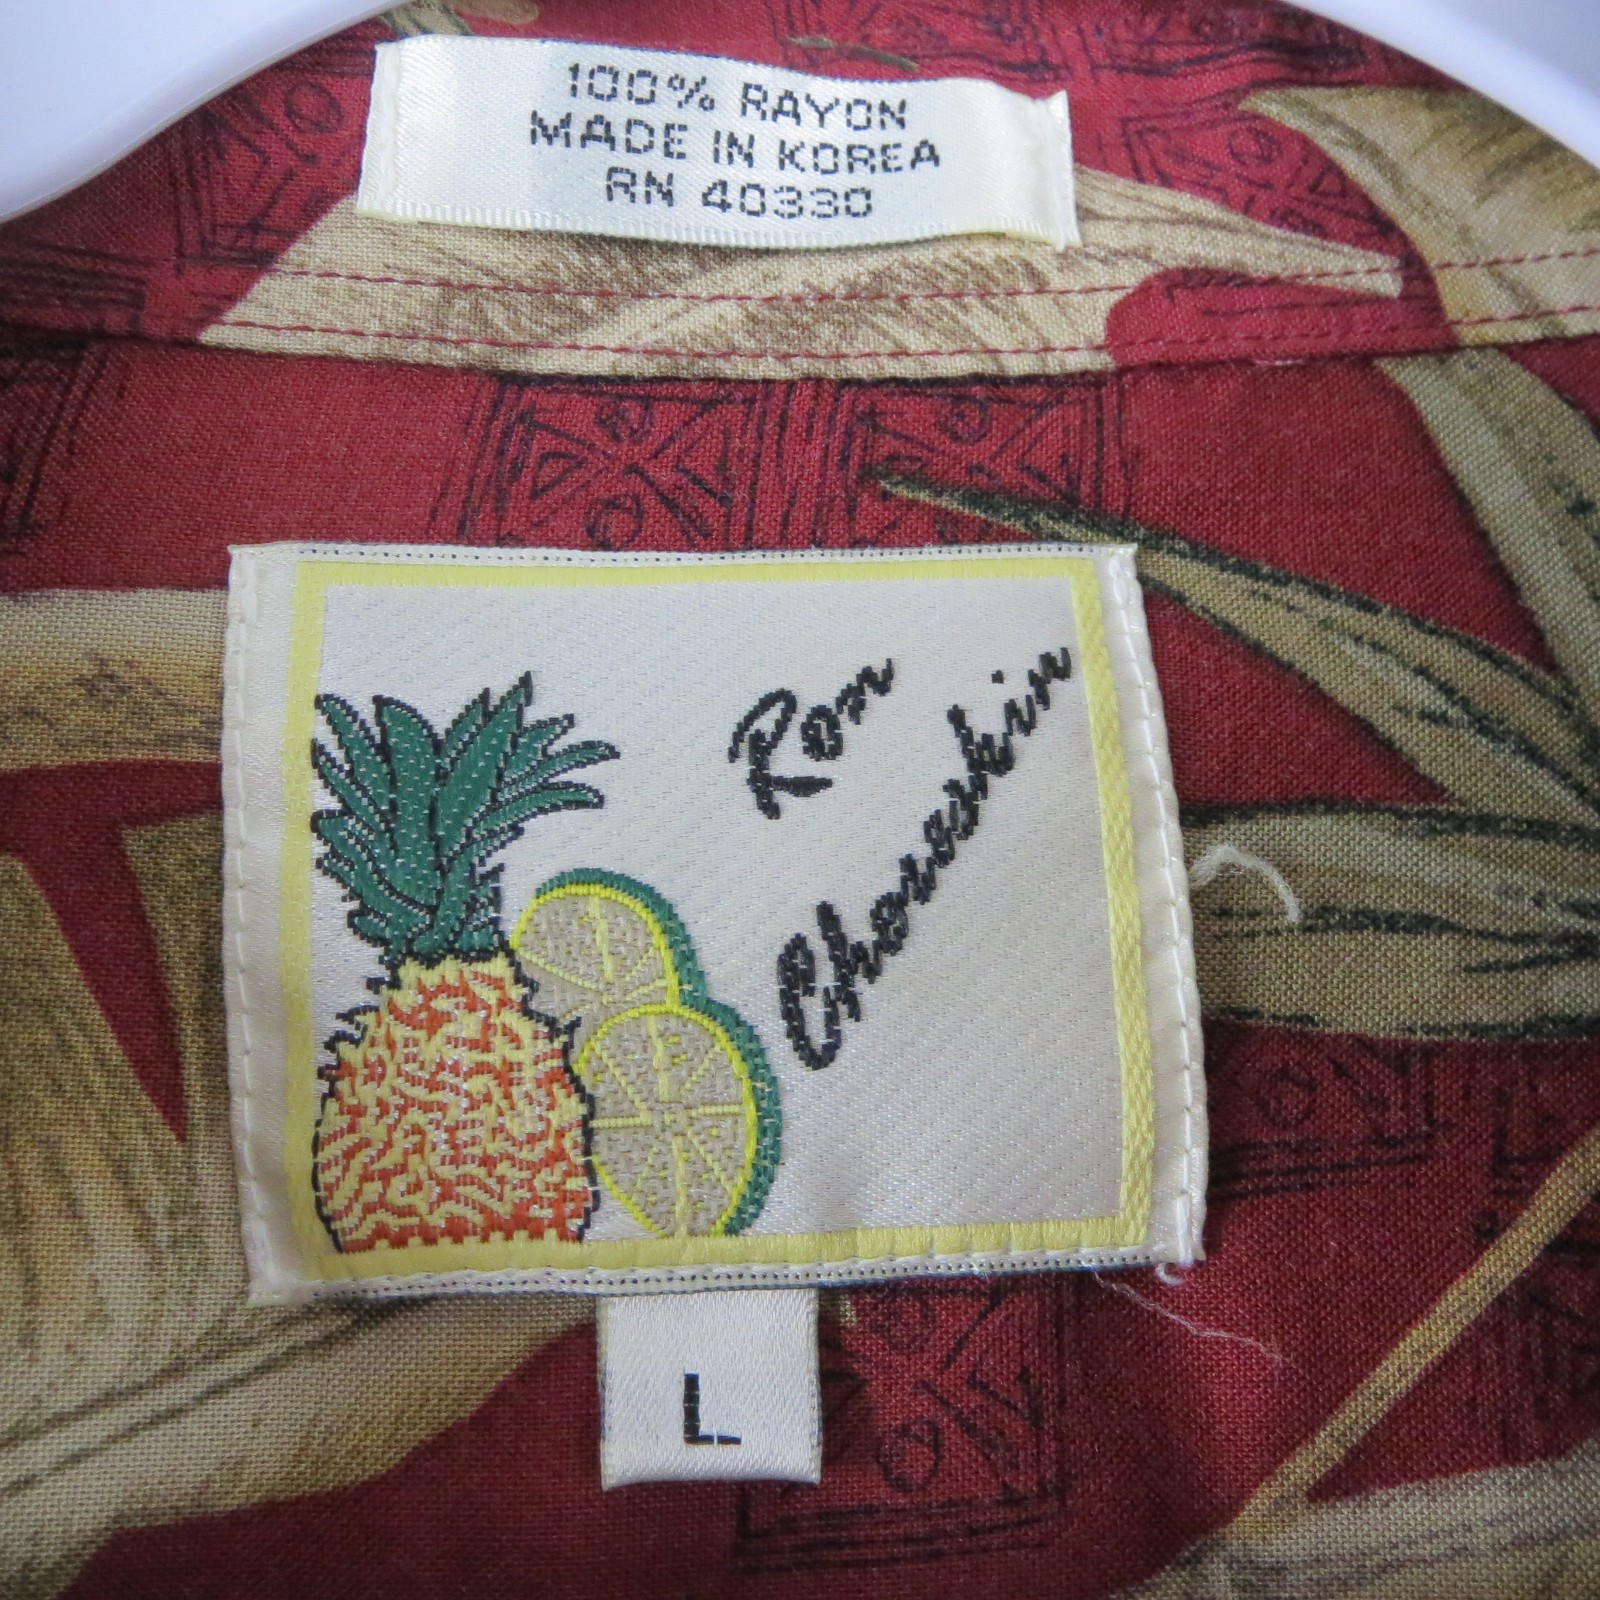 100% RAYON
MADE IN KOREA
RN 40330
Ron
Chereskin
L